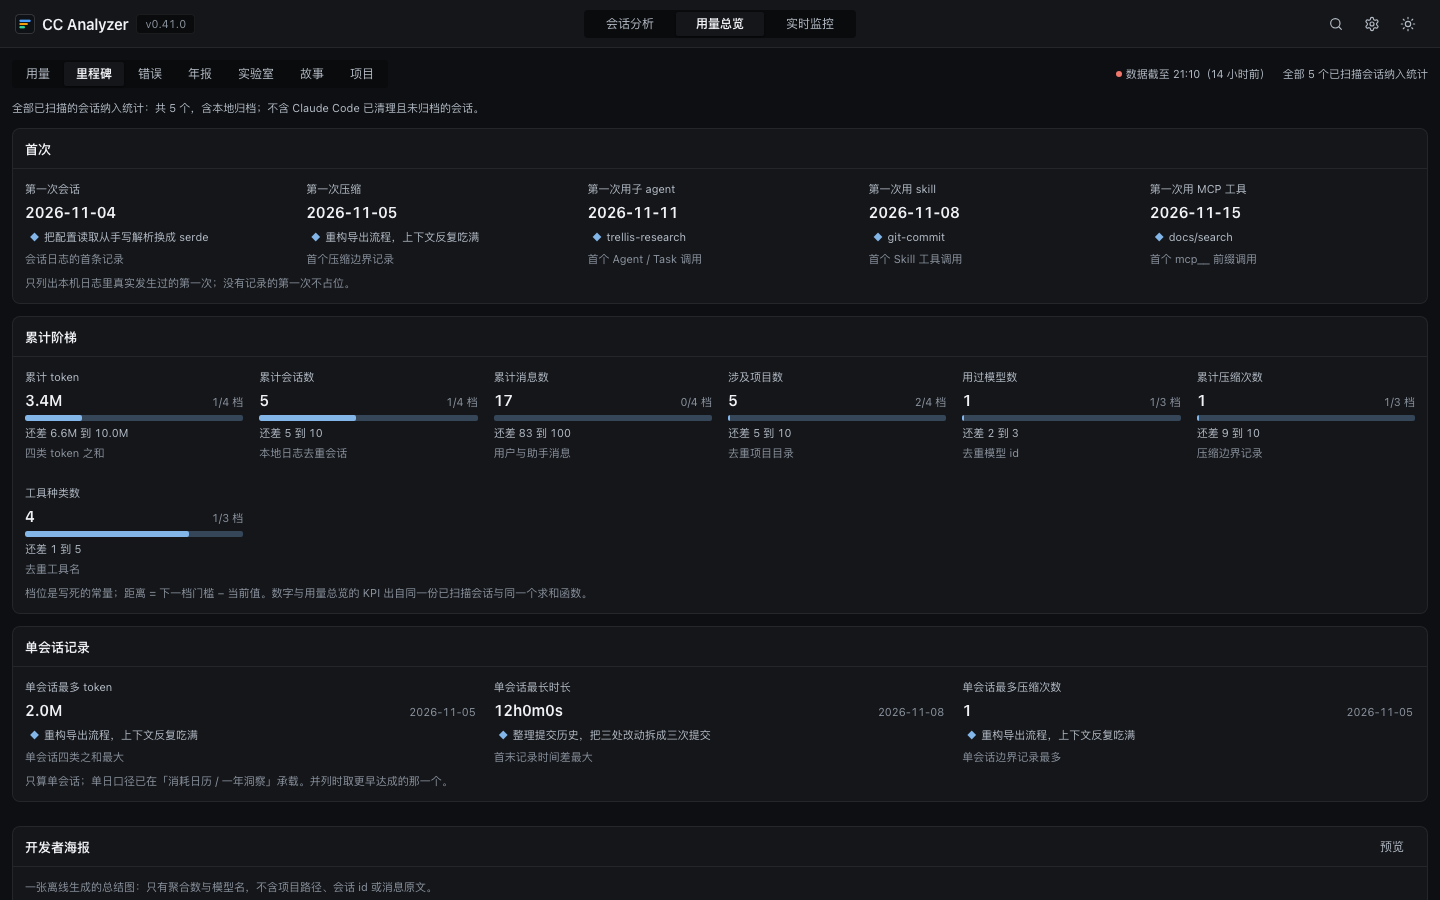 CC Analyzer v0.41.0 会话分析 用量总览 实时监控
用量 里程碑 错误 年报 实验室 故事 项目 数据截至 21:10（14 小时前） 全部 5 个已扫描会话纳入统计
全部已扫描的会话纳入统计：共 5 个，含本地归档；不含 Claude Code 已清理且未归档的会话。
首次
第一次会话 第一次压缩 第一次用子 agent 第一次用 skill 第一次用 MCP 工具
2026-11-04 2026-11-05 2026-11-11 2026-11-08 2026-11-15
把配置读取从手写解析换成 serde 重构导出流程，上下文反复吃满 trellis-research git-commit docs/search
会话日志的首条记录 首个压缩边界记录 首个 Agent / Task 调用 首个 Skill 工具调用 首个 mcp__ 前缀调用
只列出本机日志里真实发生过的第一次；没有记录的第一次不占位。
累计阶梯
累计 token 累计会话数 累计消息数 涉及项目数 用过模型数 累计压缩次数
3.4M 1/4 档 5 1/4 档 17 0/4 档 5 2/4 档 1 1/3 档 1 1/3 档
还差 6.6M 到 10.0M 还差 5 到 10 还差 83 到 100 还差 5 到 10 还差 2 到 3 还差 9 到 10
四类 token 之和 本地日志去重会话 用户与助手消息 去重项目目录 去重模型 id 压缩边界记录
工具种类数
4 1/3 档
还差 1 到 5
去重工具名
档位是写死的常量；距离 = 下一档门槛 − 当前值。数字与用量总览的 KPI 出自同一份已扫描会话与同一个求和函数。
单会话记录
单会话最多 token 单会话最长时长 单会话最多压缩次数
2.0M 2026-11-05 12h0m0s 2026-11-08 1 2026-11-05
重构导出流程，上下文反复吃满 整理提交历史，把三处改动拆成三次提交 重构导出流程，上下文反复吃满
单会话四类之和最大 首末记录时间差最大 单会话边界记录最多
只算单会话；单日口径已在「消耗日历 / 一年洞察」承载。并列时取更早达成的那一个。
开发者海报 预览
一张离线生成的总结图：只有聚合数与模型名，不含项目路径、会话 id 或消息原文。